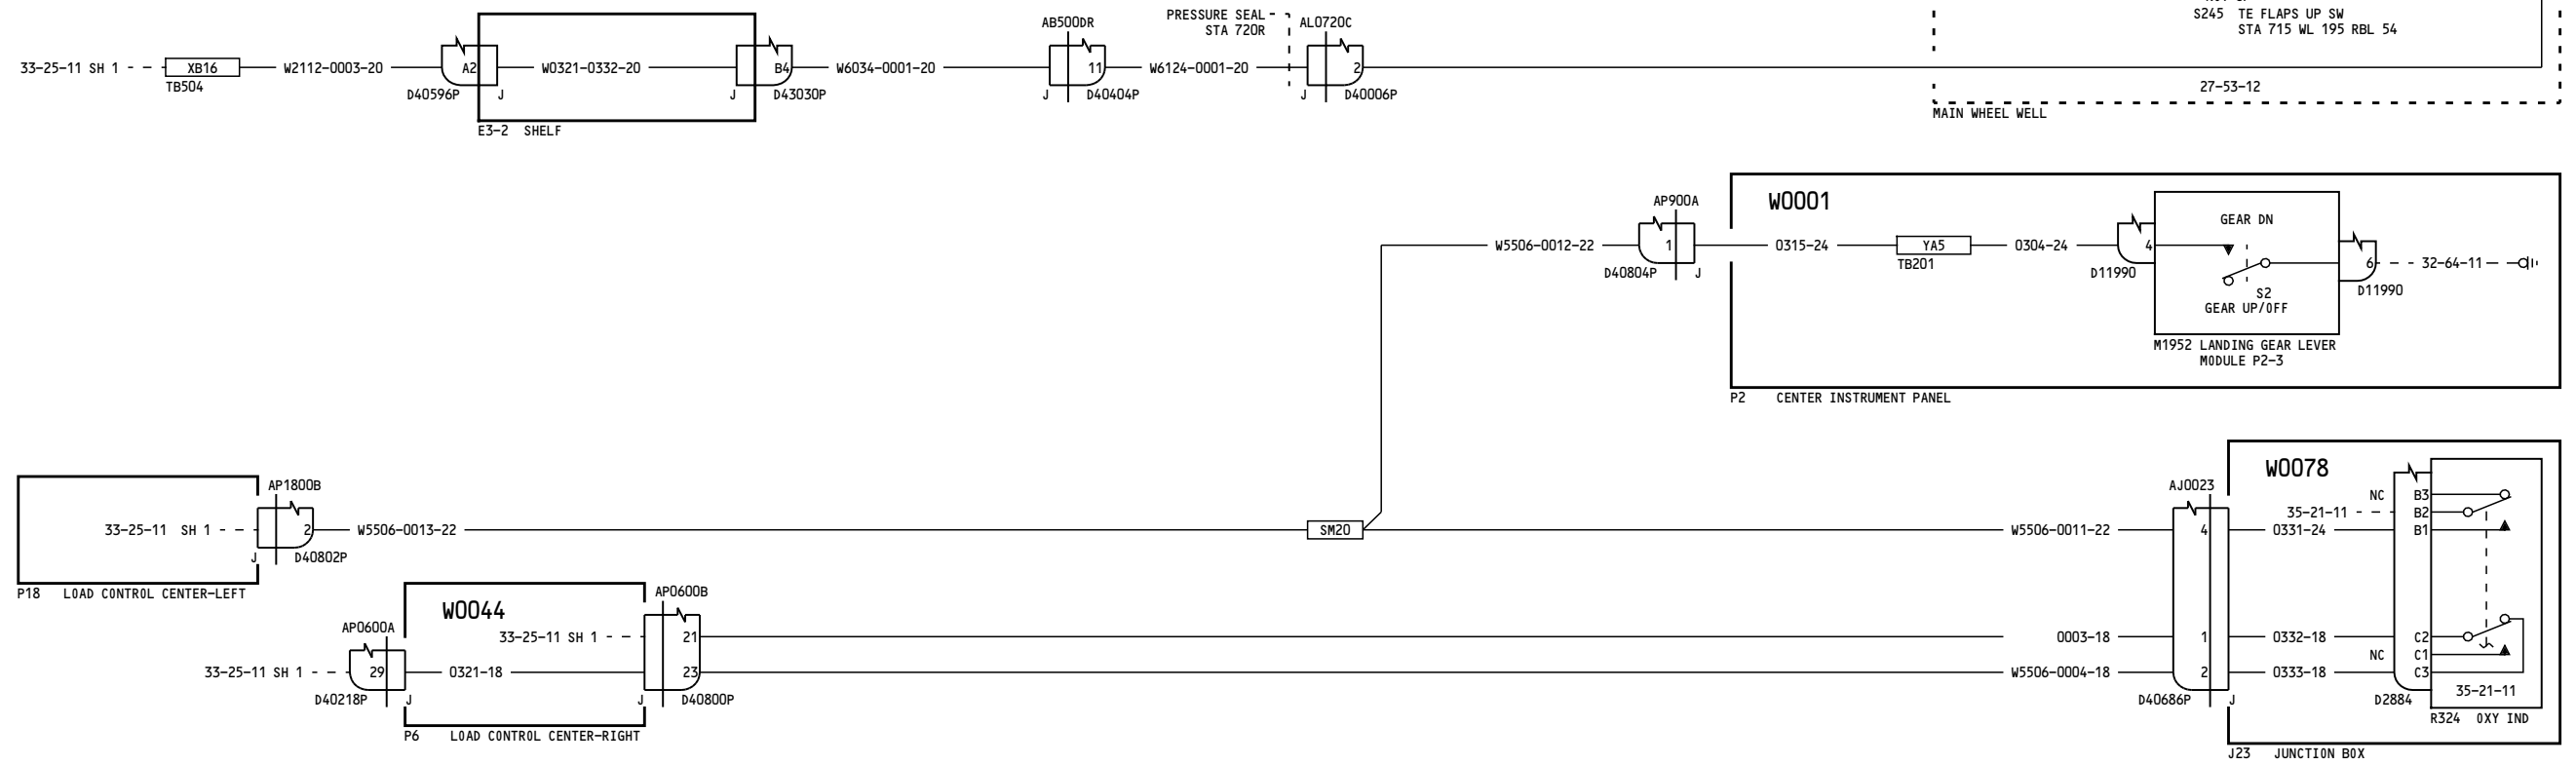 S245 TE FLAPS UP SW
STA 715 WL 195 RBL 54
PRESSURE SEAL
STA 720R
AB500DR
AL0720C
33-25-11 SH 1
XB16
TB504
W2112-0003-20
A2
D40596P
J
W0321-0332-20
J
B4
D43030P
W6034-0001-20
J
11
D40404P
W6124-0001-20
J
2
D40006P
E3-2 SHELF
27-53-12
MAIN WHEEL WELL
W0001
AP900A
W5506-0012-22
1
D40804P
J
0315-24
YA5
TB201
0304-24
4
D11990
GEAR DN
S2
GEAR UP/OFF
6
D11990
32-64-11
M1952 LANDING GEAR LEVER
MODULE P2-3
P2 CENTER INSTRUMENT PANEL
33-25-11 SH 1
AP1800B
2
J
D40802P
W5506-0013-22
SM20
W5506-0011-22
P18 LOAD CONTROL CENTER-LEFT
AJ0023
W0078
4
NC
B3
35-21-11
B2
0331-24
B1
W0044
AP0600B
AP0600A
33-25-11 SH 1
21
0003-18
1
0332-18
C2
NC
C1
33-25-11 SH 1
29
0321-18
23
W5506-0004-18
2
0333-18
C3
D40218P
J
J
D40800P
D40686P
J
D2884
35-21-11
R324 OXY IND
P6 LOAD CONTROL CENTER-RIGHT
J23 JUNCTION BOX